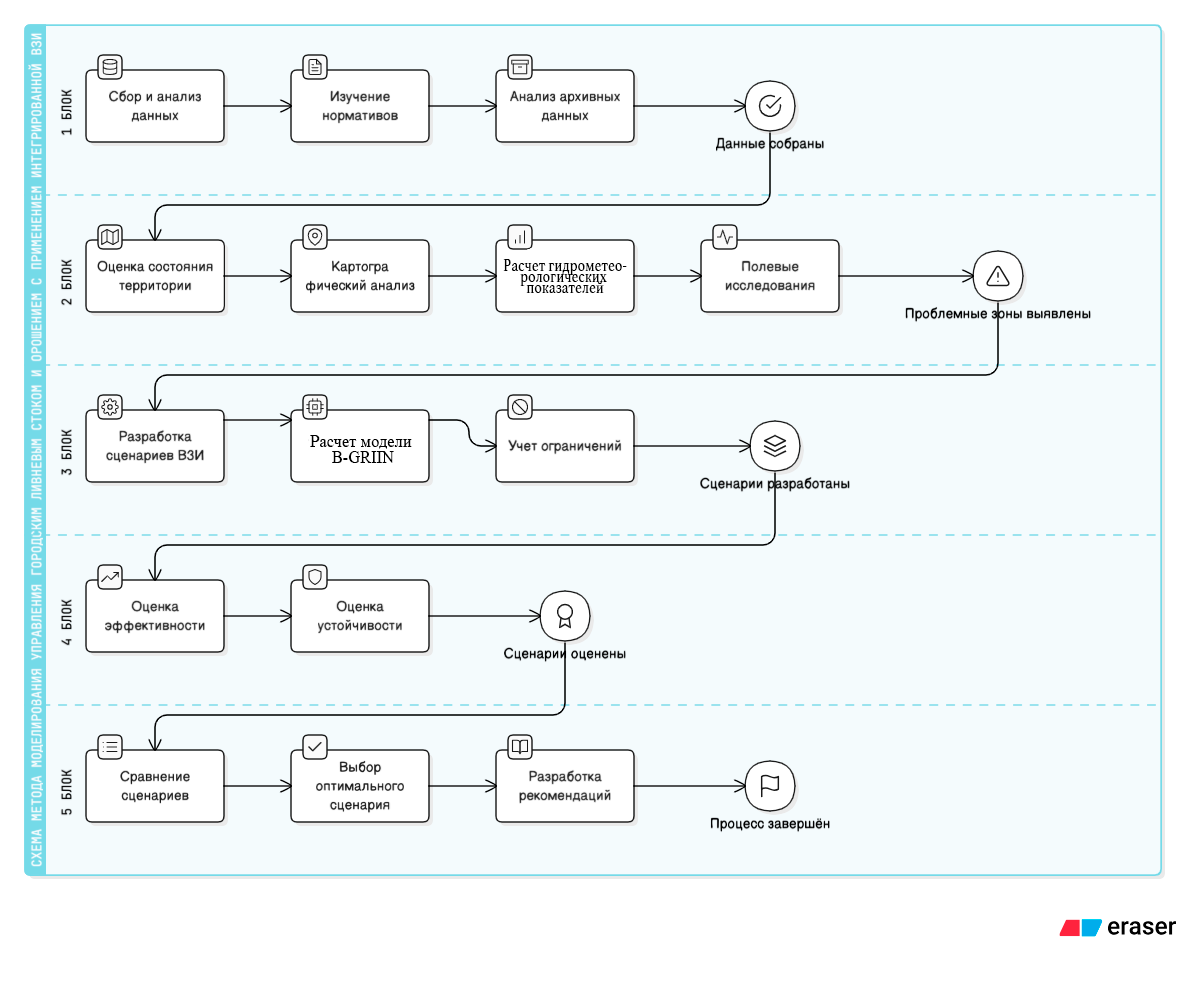 СХЕМА МЕТОДА МОДЕЛИРОВАНИЯ УПРАВЛЕНИЯ ГОРОДСКИМ ЛИВНЕВЫМ СТОКОМ И ОРОШЕНИЕМ С ПРИМЕНЕНИЕМ ИНТЕГРИРОВАННОЙ ВЗИ
1 БЛОК
Сбор и анализ
данных
Изучение
нормативов
Анализ архивных
данных
Данные собраны
2 БЛОК
Оценка состояния
территории
Картогра
фический анализ
Расчет гидрометео-
рологических
показателей
Полевые
исследования
Проблемные зоны выявлены
3 БЛОК
Разработка
сценариев ВЗИ
Расчет модели
B-GRIIN
Учет ограничений
Сценарии разработаны
4 БЛОК
Оценка
эффективности
Оценка
устойчивости
Сценарии оценены
5 БЛОК
Сравнение
сценариев
Выбор
оптимального
сценария
Разработка
рекомендаций
Процесс завершён
eraser